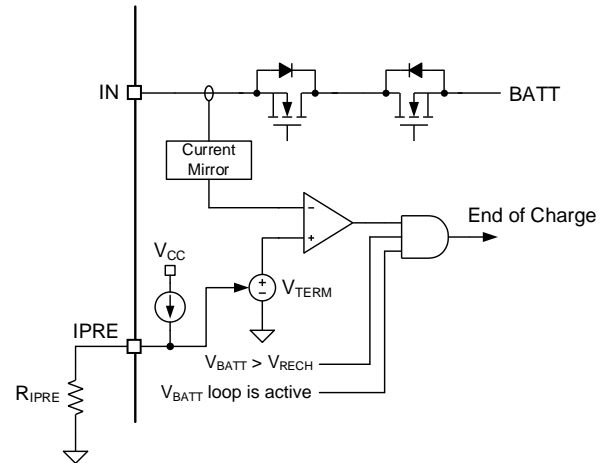 IN
BATT
Current
Mirror
−
+
End of Charge
VCC
+
−
VTERM
IPRE
VBATT > VRECH
RIPRE
VBATT loop is active